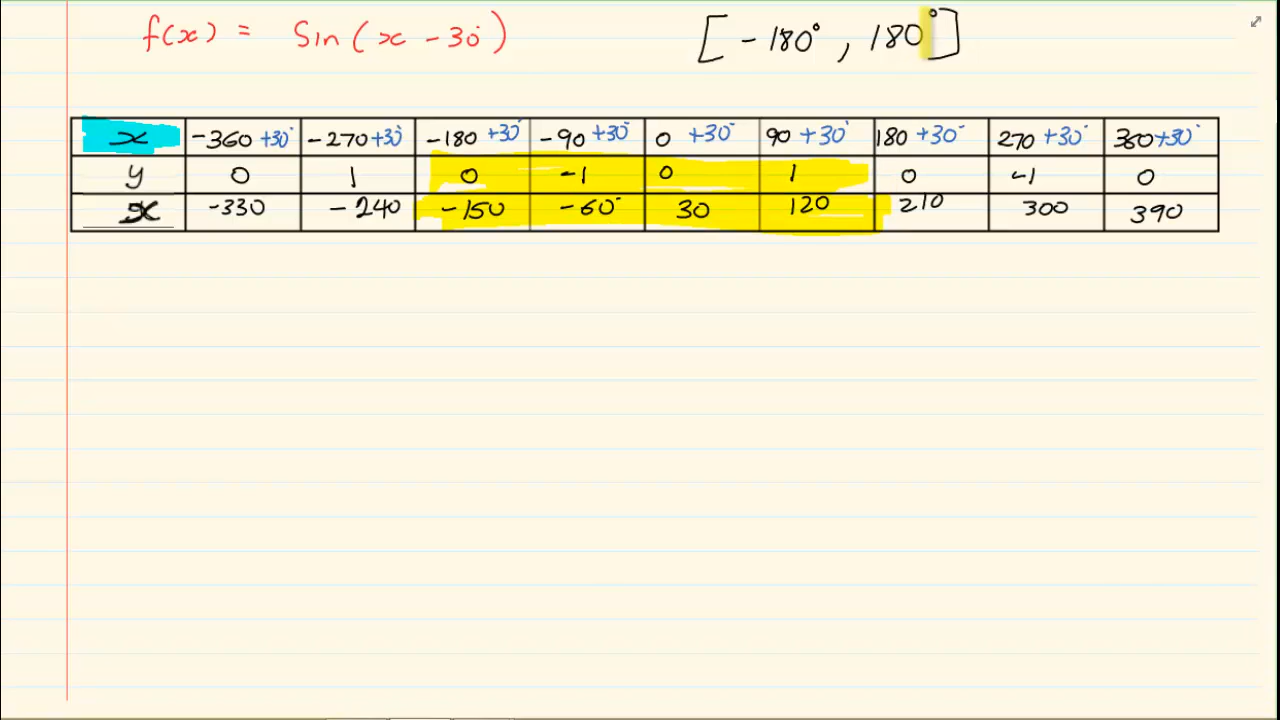 f(x) = Sin(x - 30°) [-180°, 180°]
x -360 +30° -270 +30° -180 +30° -90 +30° 0 +30° 90 +30° 180 +30° 270 +30° 360 +30°
y 0 1 0 -1 0 1 0 -1 0
x -330 -240 -150 -60° 30 120 210 300 390